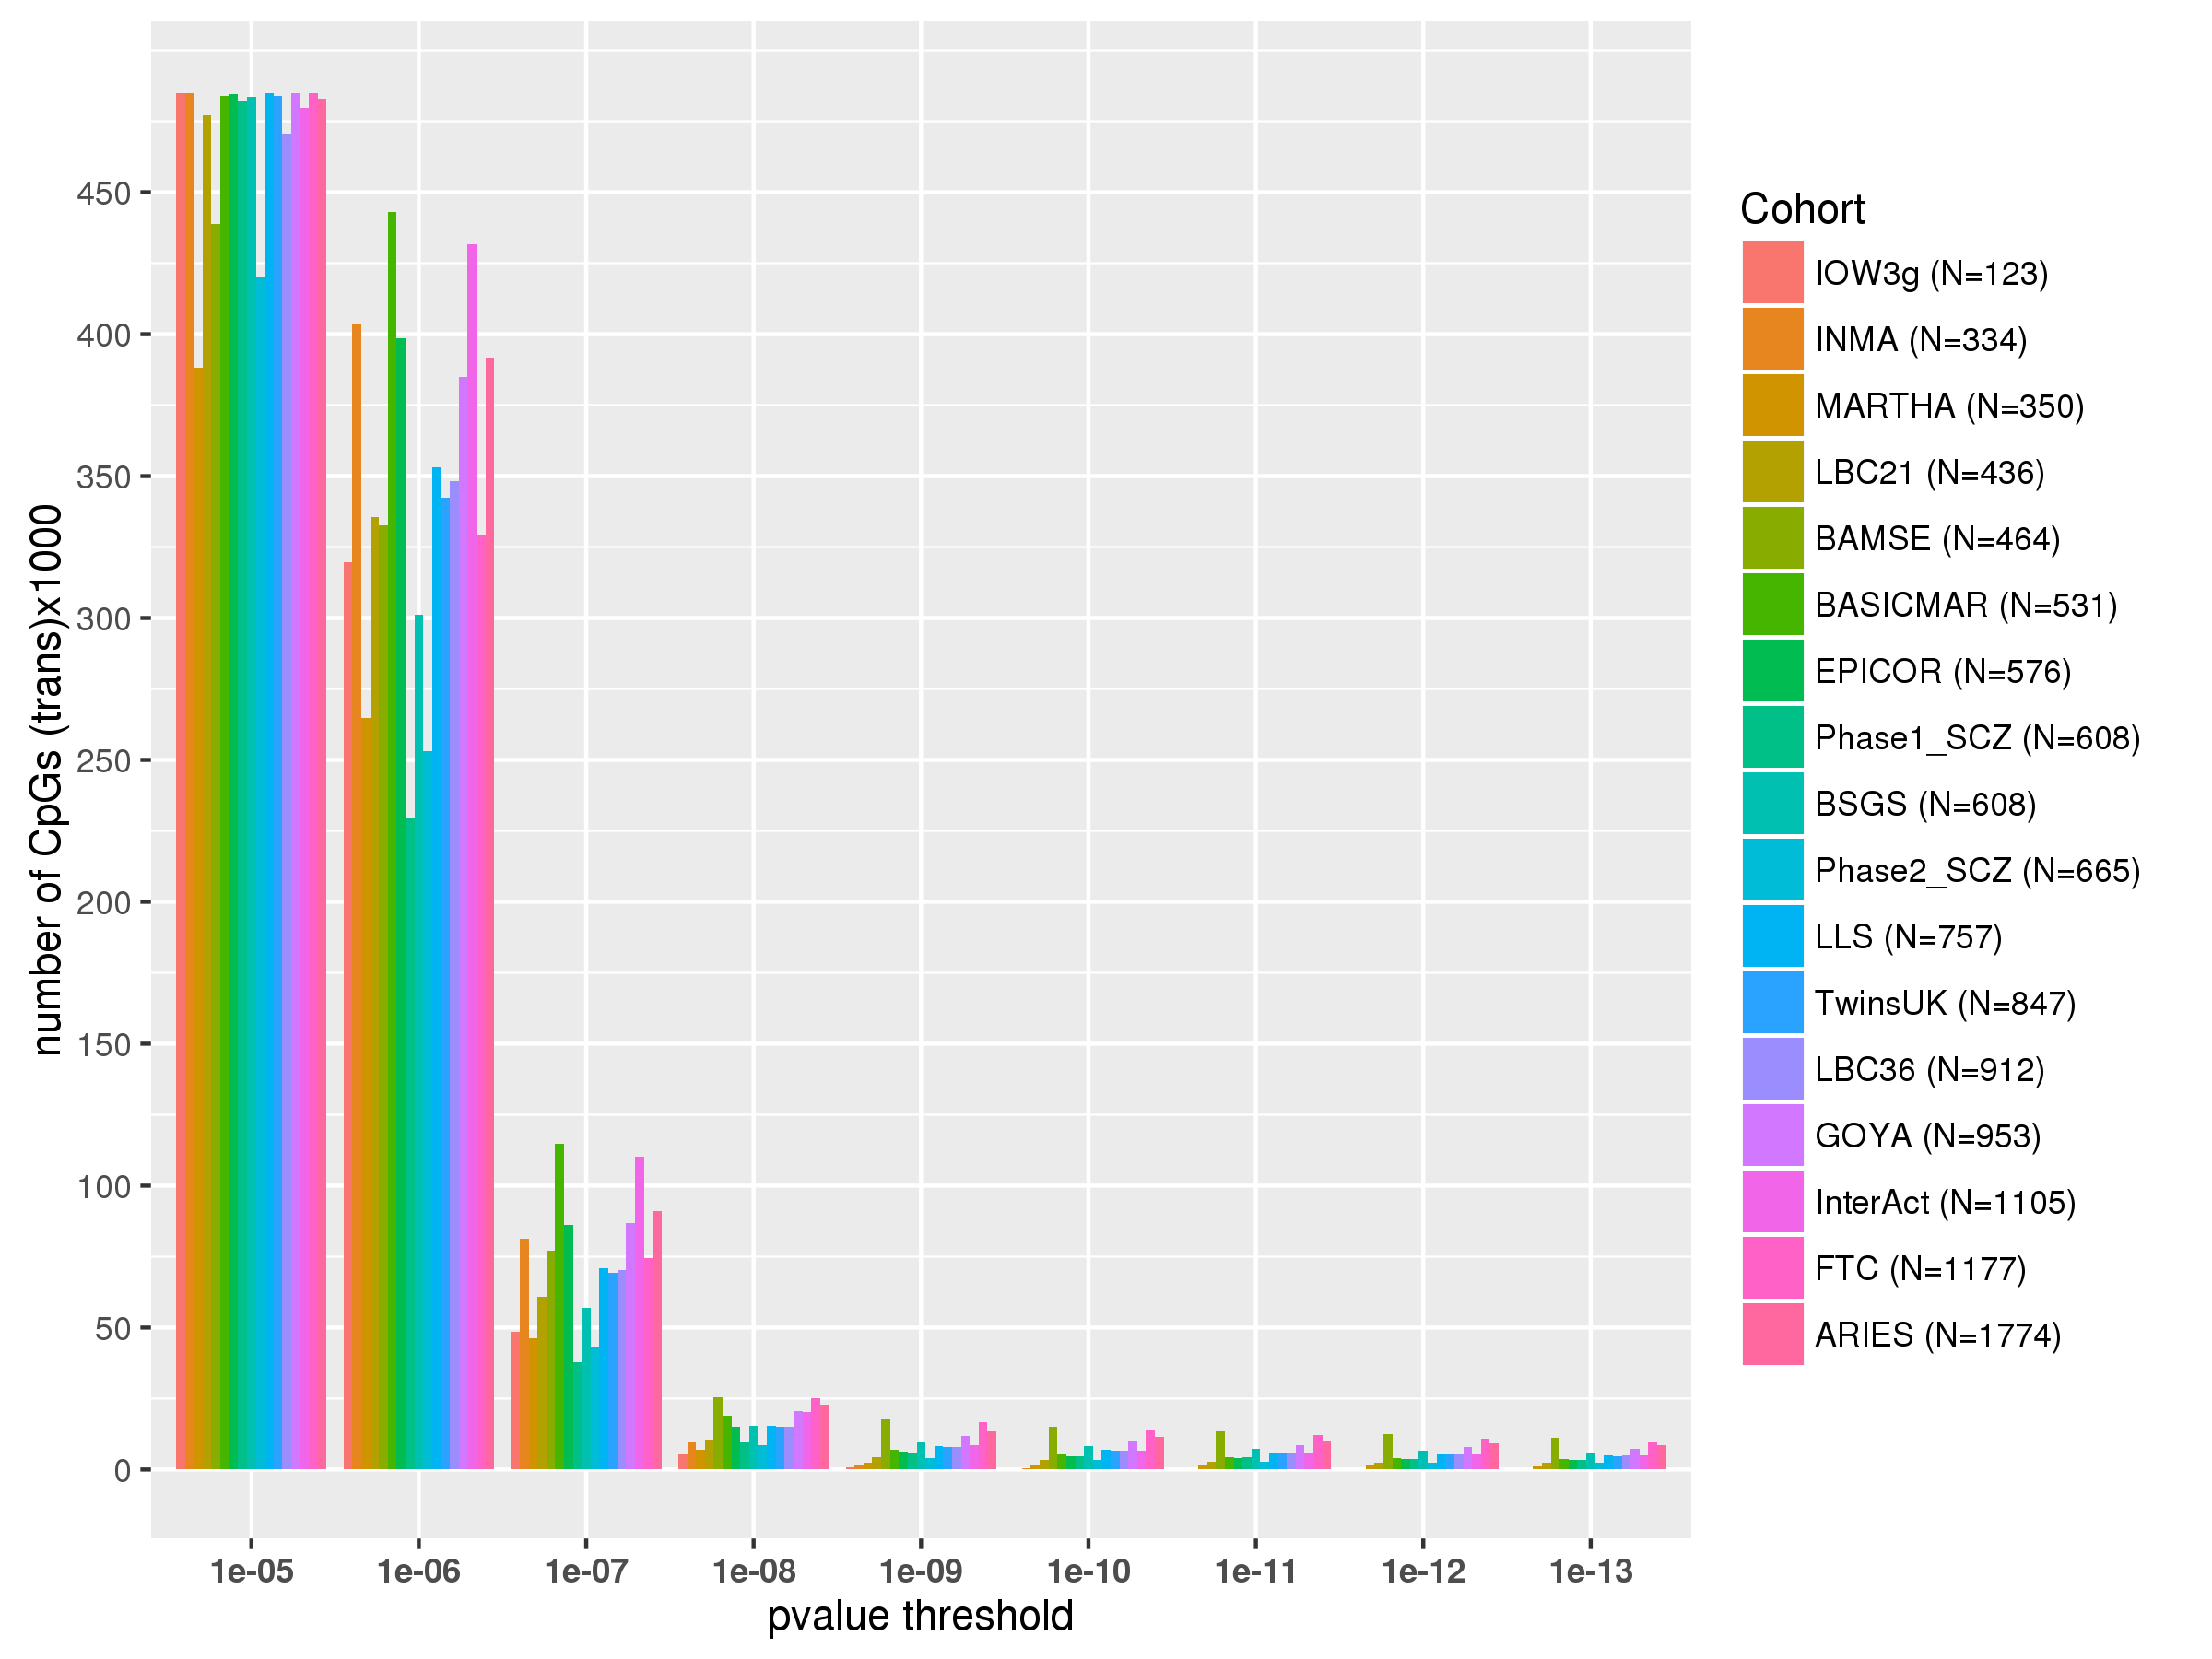 number of CpGs (trans)x1000
450
400
350
300
250
200
150
100
50
0
1e-05 1e-06 1e-07 1e-08 1e-09 1e-10 1e-11 1e-12 1e-13
pvalue threshold
Cohort
IOW3g (N=123)
INMA (N=334)
MARTHA (N=350)
LBC21 (N=436)
BAMSE (N=464)
BASICMAR (N=531)
EPICOR (N=576)
Phase1_SCZ (N=608)
BSGS (N=608)
Phase2_SCZ (N=665)
LLS (N=757)
TwinsUK (N=847)
LBC36 (N=912)
GOYA (N=953)
InterAct (N=1105)
FTC (N=1177)
ARIES (N=1774)